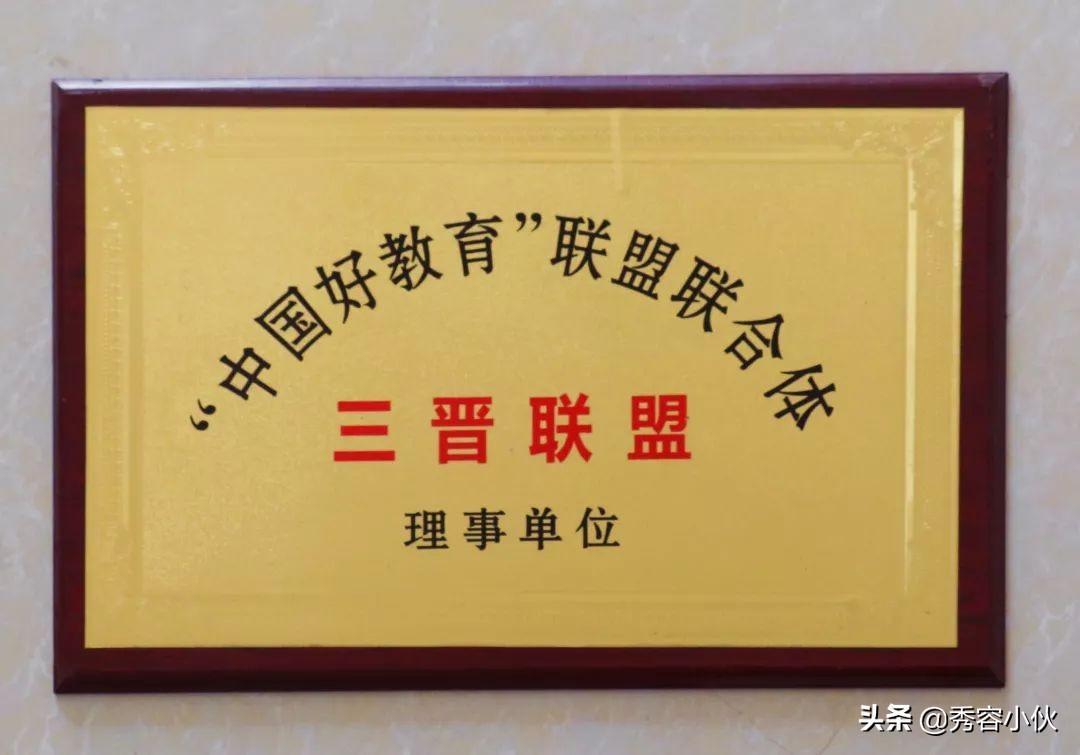 “中国好教育”联盟联合体
三晋联盟
理事单位
头条 @秀容小伙